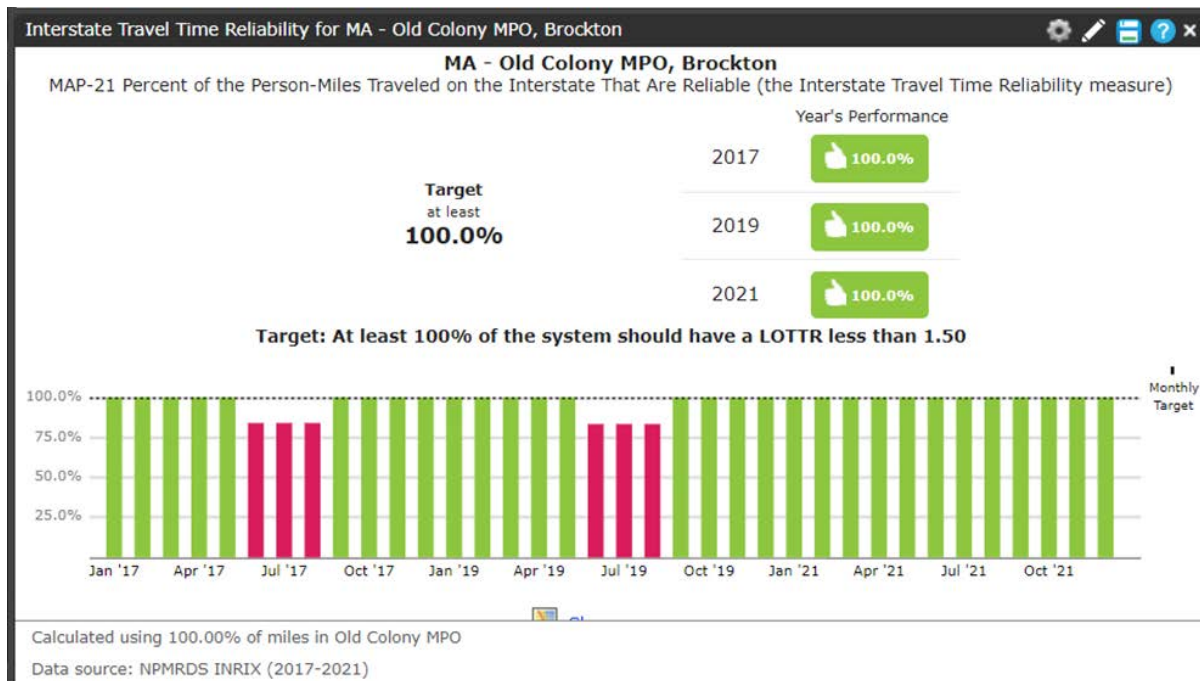 Interstate Travel Time Reliability for MA - Old Colony MPO, Brockton
MA - Old Colony MPO, Brockton
MAP-21 Percent of the Person-Miles Traveled on the Interstate That Are Reliable (the Interstate Travel Time Reliability measure)
Year's Performance
2017 100.0%
Target
at least
100.0%
2019 100.0%
2021 100.0%
Target: At least 100% of the system should have a LOTTR less than 1.50
Monthly
Target
100.0%
75.0%
50.0%
25.0%
Jan '17 Apr '17 Jul '17 Oct '17 Jan '19 Apr '19 Jul '19 Oct '19 Jan '21 Apr '21 Jul '21 Oct '21
Calculated using 100.00% of miles in Old Colony MPO
Data source: NPMRDS INRIX (2017-2021)